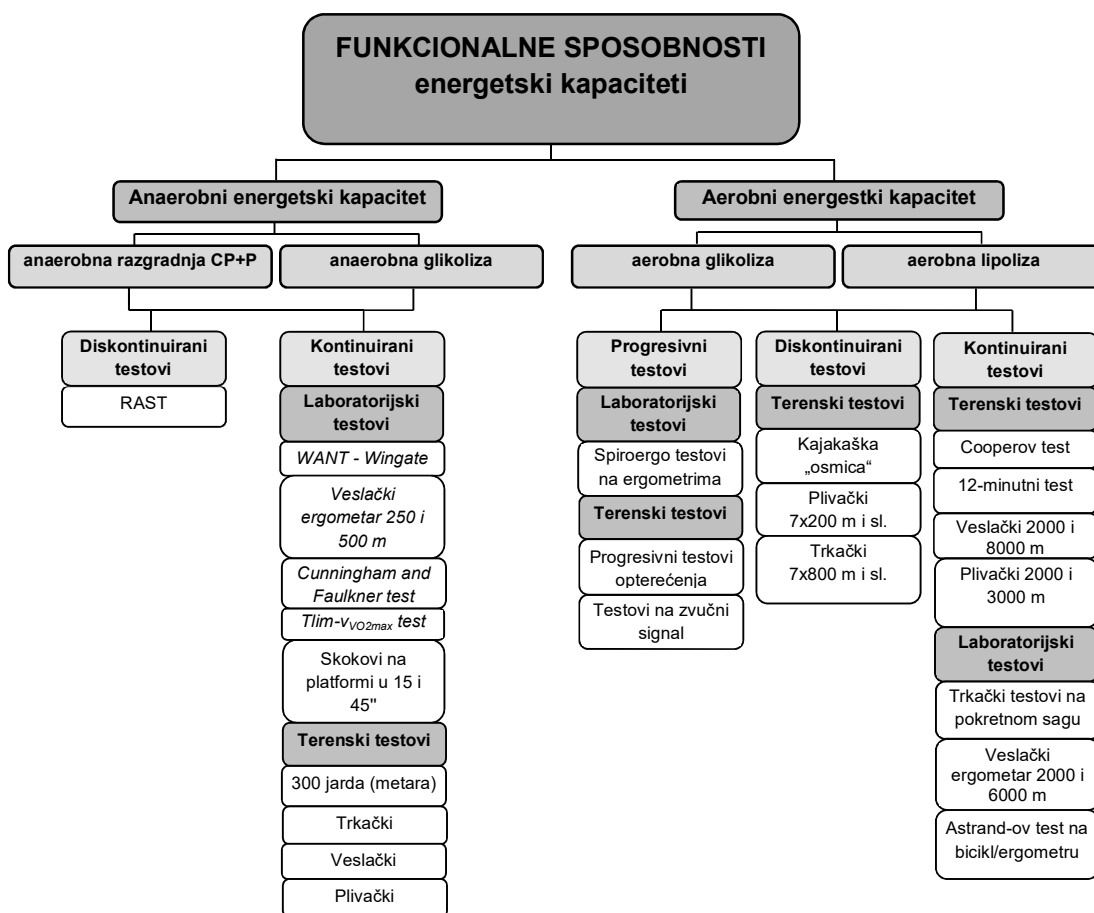 FUNKCIONALNE SPOSOBNOSTI
energetski kapaciteti
Anaerobni energetski kapacitet
Aerobni energestki kapacitet
anaerobna razgradnja CP+P
anaerobna glikoliza
aerobna glikoliza
aerobna lipoliza
Diskontinuirani
testovi
RAST
Kontinuirani
testovi
Laboratorijski
testovi
WANT - Wingate
Veslački
ergometar 250 i
500 m
Cunningham and
Faulkner test
Tlim-vVO2max test
Skokovi na
platformi u 15 i
45"
Terenski testovi
300 jarda (metara)
Trkački
Veslački
Plivački
Progresivni
testovi
Laboratorijski
testovi
Spiroergo testovi
na ergometrima
Terenski testovi
Progresivni testovi
opterećenja
Testovi na zvučni
signal
Diskontinuirani
testovi
Terenski testovi
Kajakaška
„osmica“
Plivački
7x200 m i sl.
Trkački
7x800 m i sl.
Kontinuirani
testovi
Terenski testovi
Cooperov test
12-minutni test
Veslački 2000 i
8000 m
Plivački 2000 i
3000 m
Laboratorijski
testovi
Trkački testovi na
pokretnom sagu
Veslački
ergometar 2000 i
6000 m
Astrand-ov test na
bicikl/ergometru